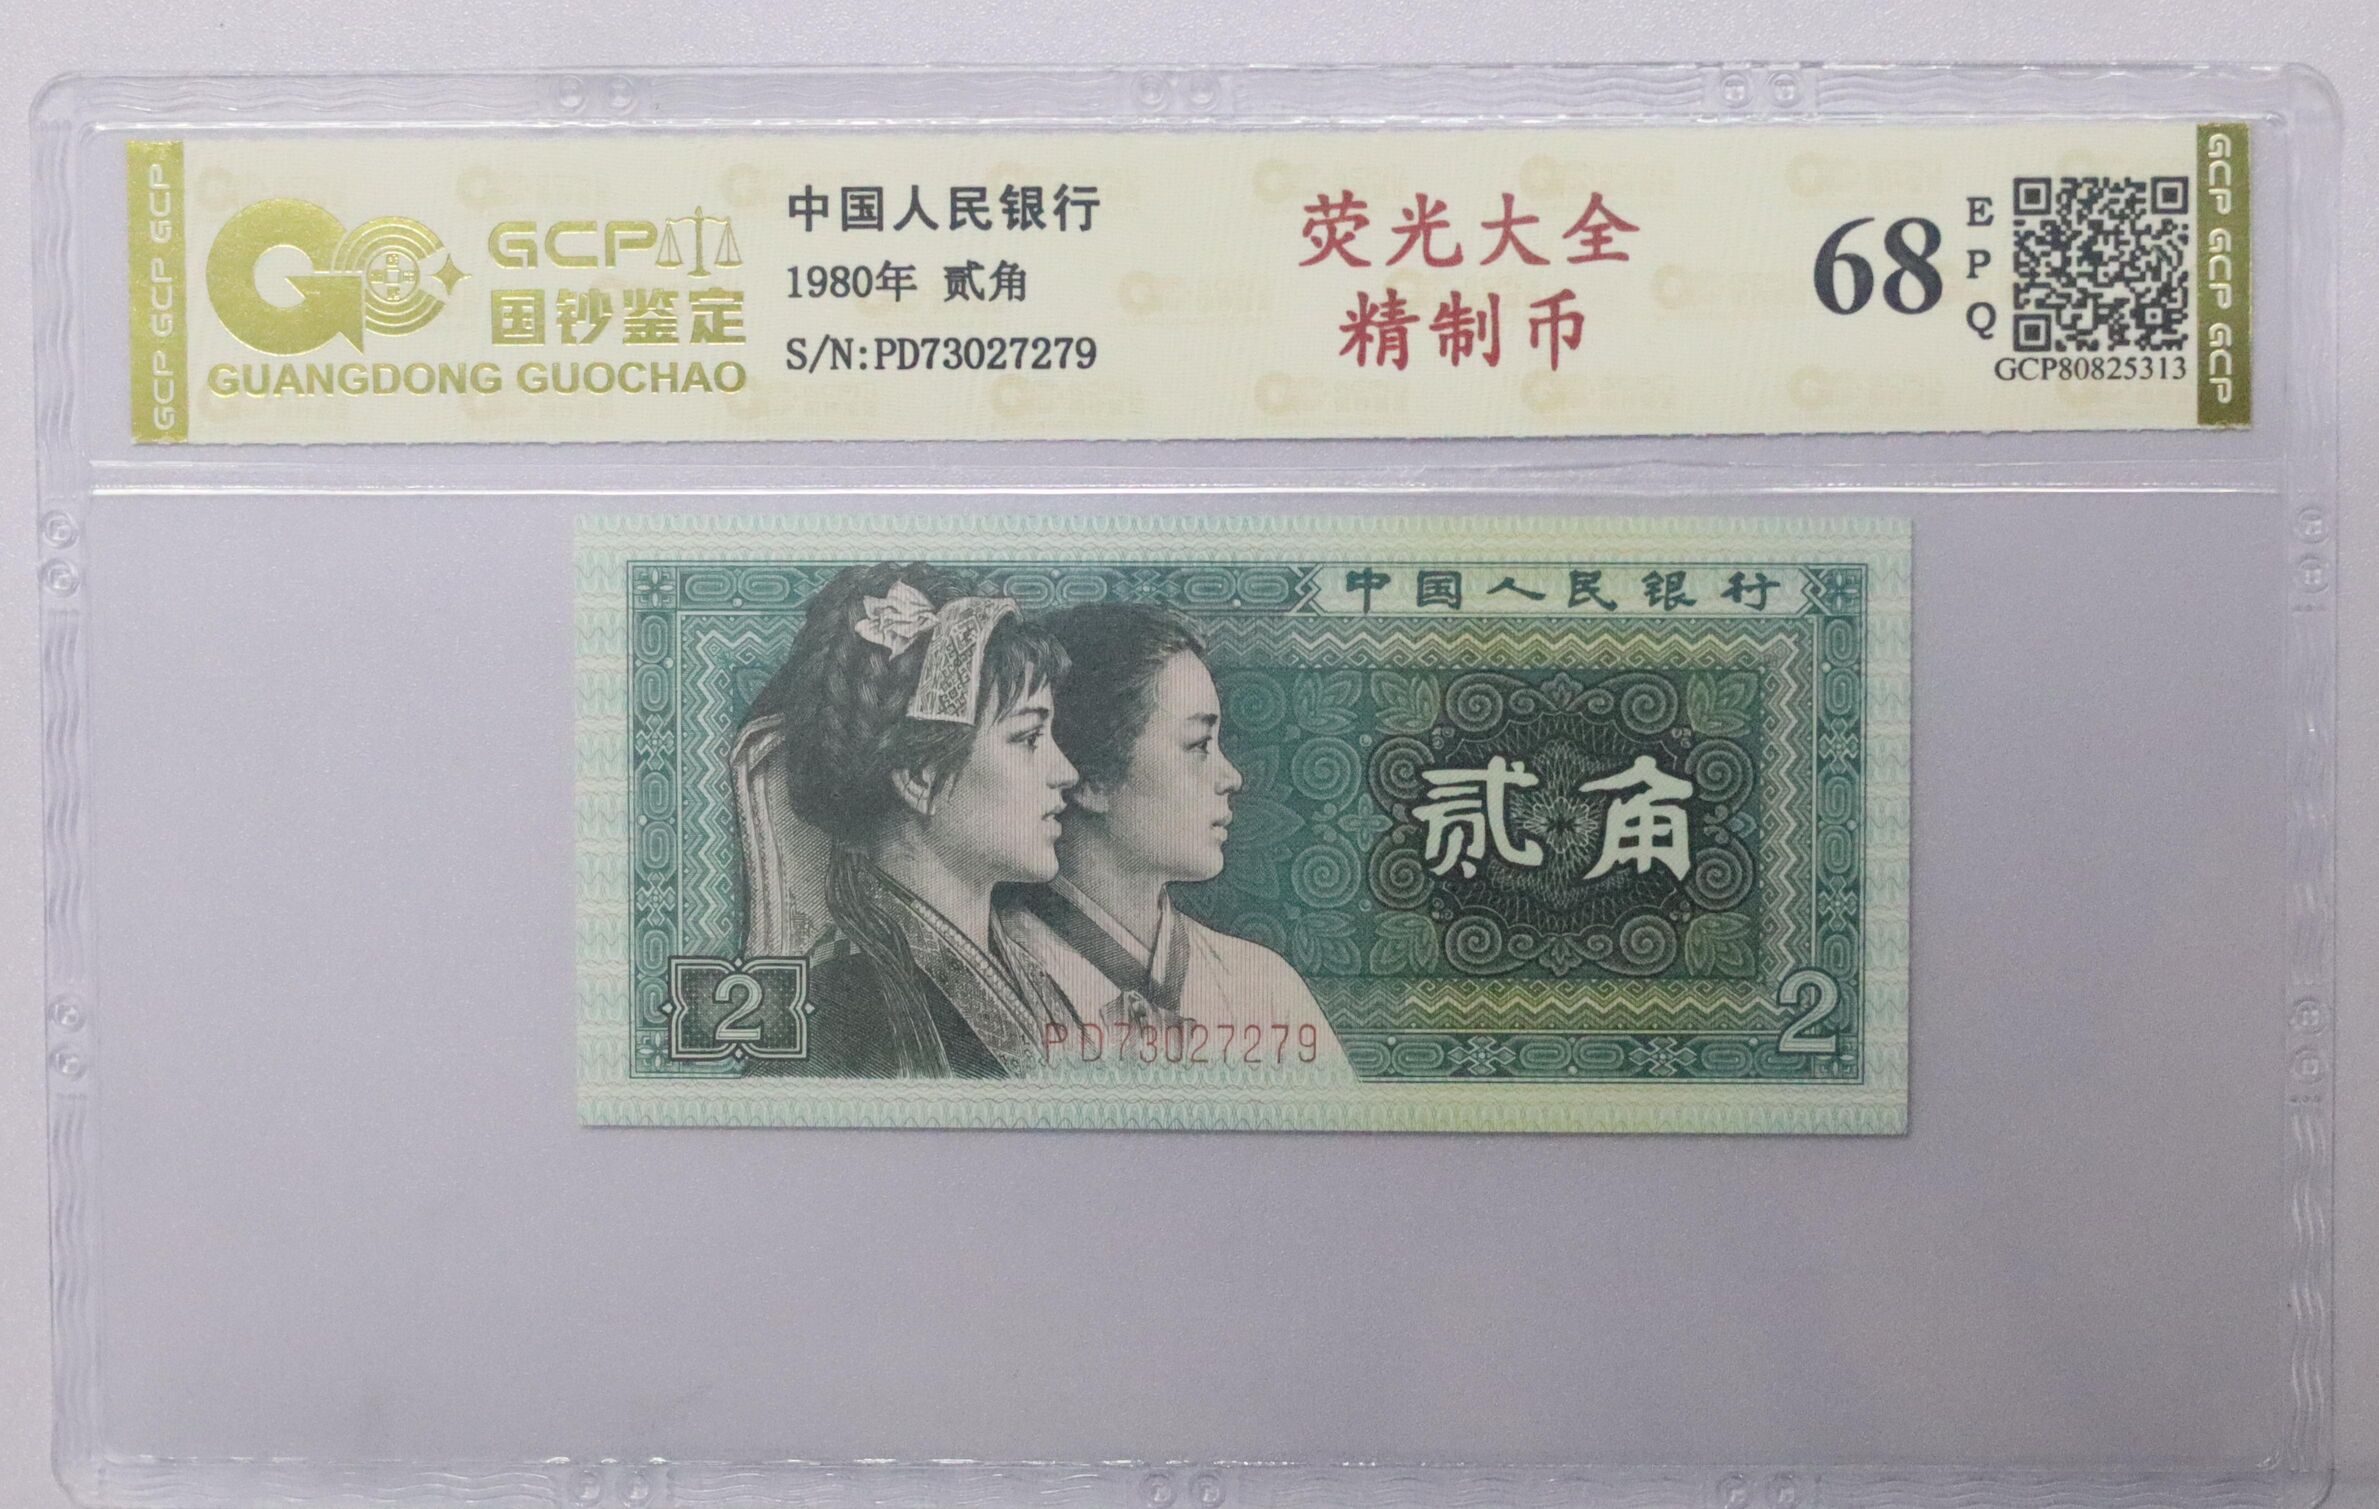 GCP GCP GCP
GCP
国钞鉴定
GUANGDONG GUOCHAO
中国人民银行
1980年 贰角
S/N:PD73027279
荧光大全
精制币
68
EPQ
GCP80825313
GCP GCP GCP
中国人民银行
贰角
2
PD73027279
2